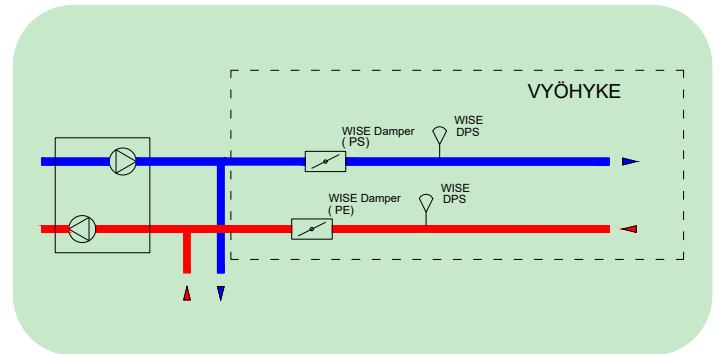 VYÖHYKE
WISE Damper
( PS)
WISE
DPS
WISE Damper
( PE)
WISE
DPS